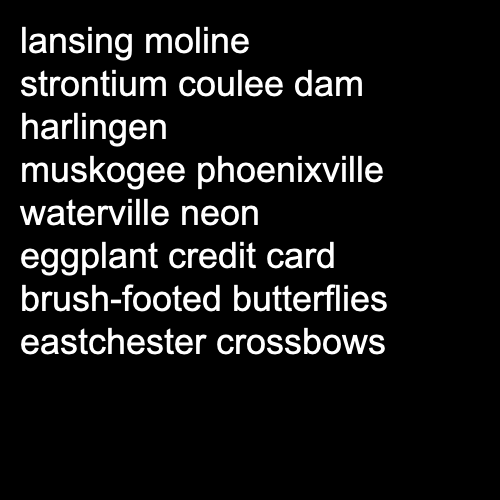 lansing moline
strontium coulee dam
harlingen
muskogee phoenixville
waterville neon
eggplant credit card
brush-footed butterflies
eastchester crossbows